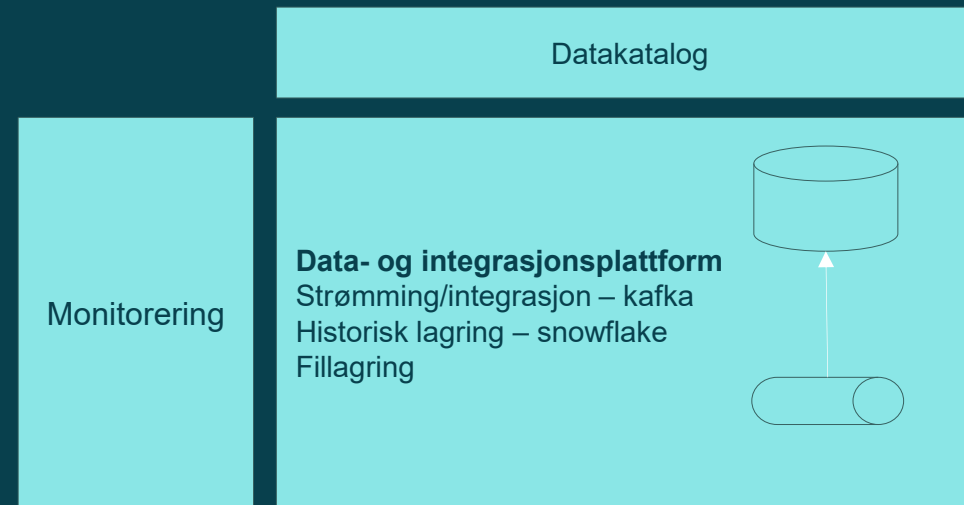 Datakatalog
Monitorering
Data- og integrasjonsplattform
Strømming/integrasjon – kafka
Historisk lagring – snowflake
Fillagring